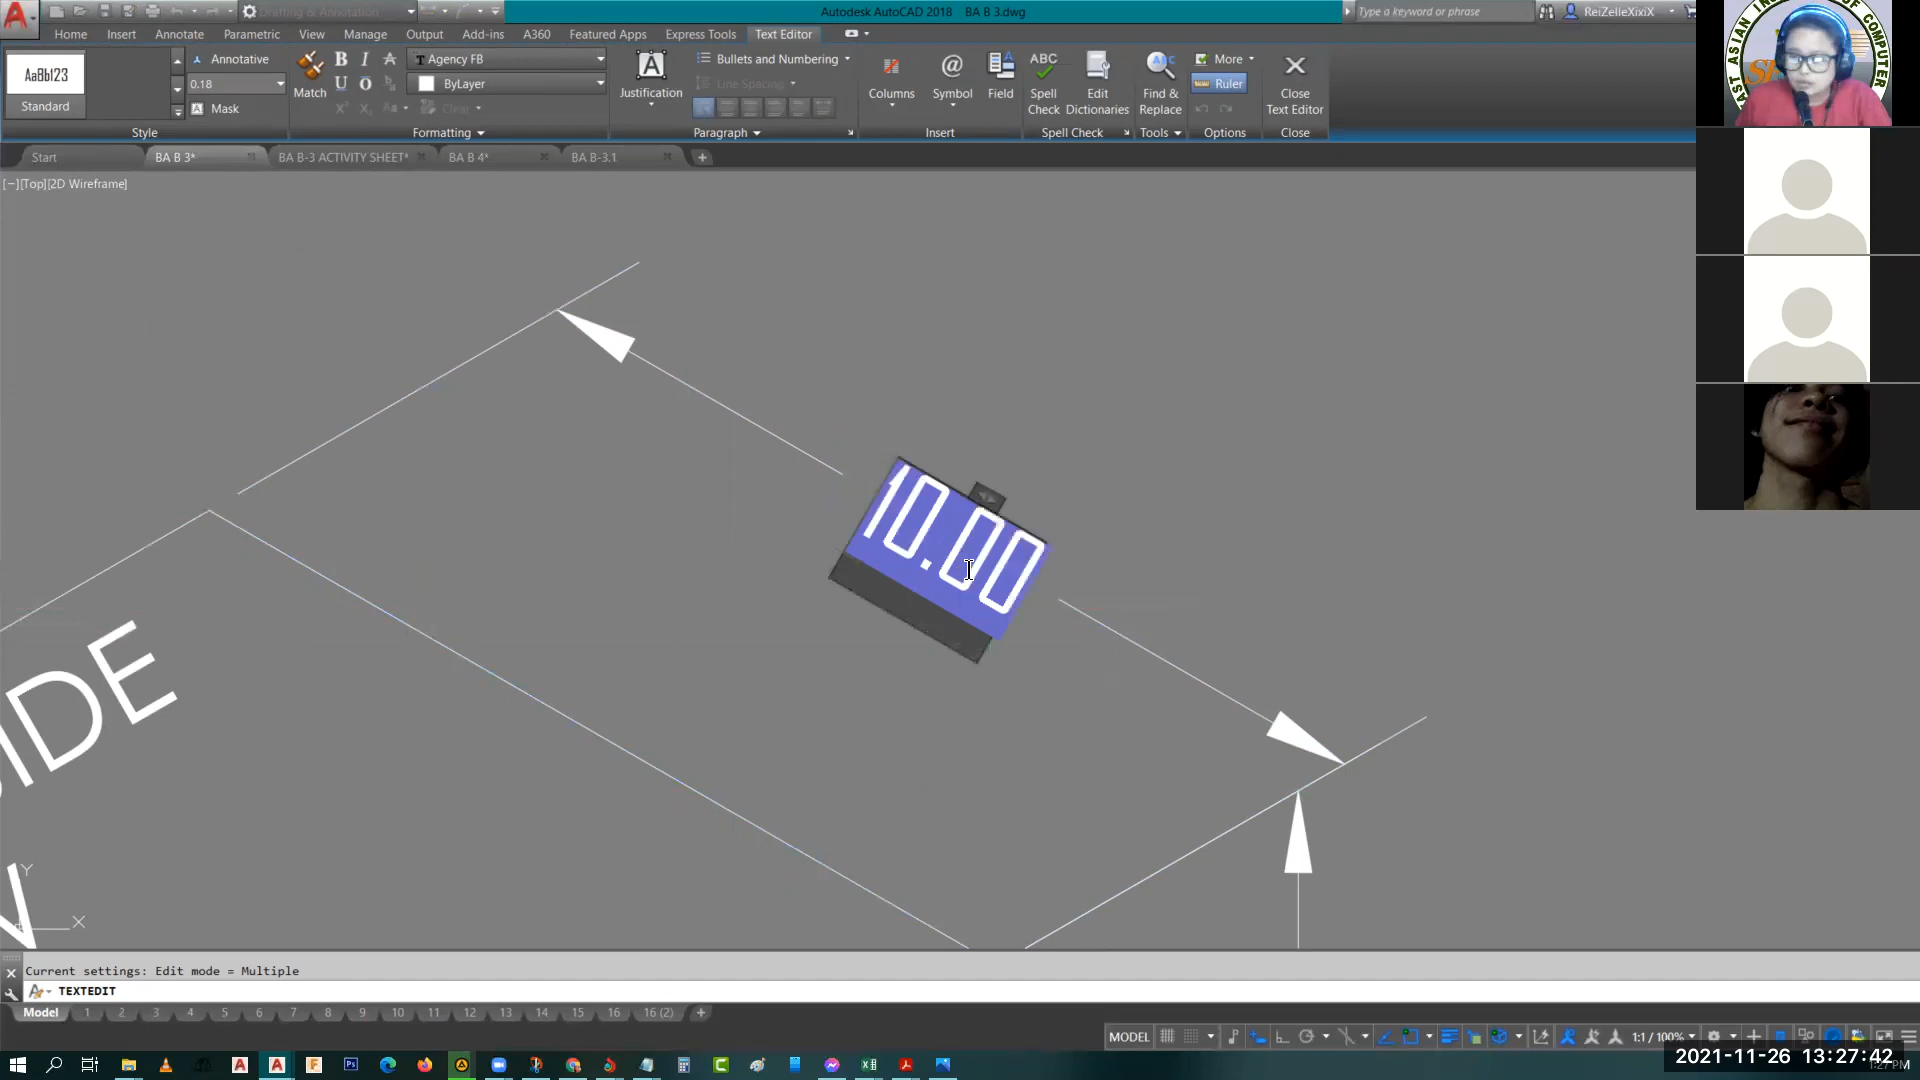 Drafting & Annotation
Autodesk AutoCAD 2018 BA B 3.dwg
Type a keyword or phrase
ReiZelleXixiX
Home Insert Annotate Parametric View Manage Output Add-ins A360 Featured Apps Express Tools Text Editor
AaBb123
Standard
Annotative
0.18
Mask
Match
B I A
U O
Agency FB
ByLayer
Clear
Justification
Bullets and Numbering
Line Spacing
Columns
@
Symbol
Field
ABC
Spell
Check
Edit
Dictionaries
Find &
Replace
More
Ruler
Close
Text Editor
Style Formatting Paragraph Insert Spell Check Tools Options Close
Start BA B 3* BA B-3 ACTIVITY SHEET* BA B 4* BA B-3.1
[−][Top][2D Wireframe]
10.00
IDE
Y
X
Current settings: Edit mode = Multiple
TEXTEDIT
Model 1 2 3 4 5 6 7 8 9 10 11 12 13 14 15 16 16 (2)
MODEL 1:1 / 100%
2021-11-26 13:27:42